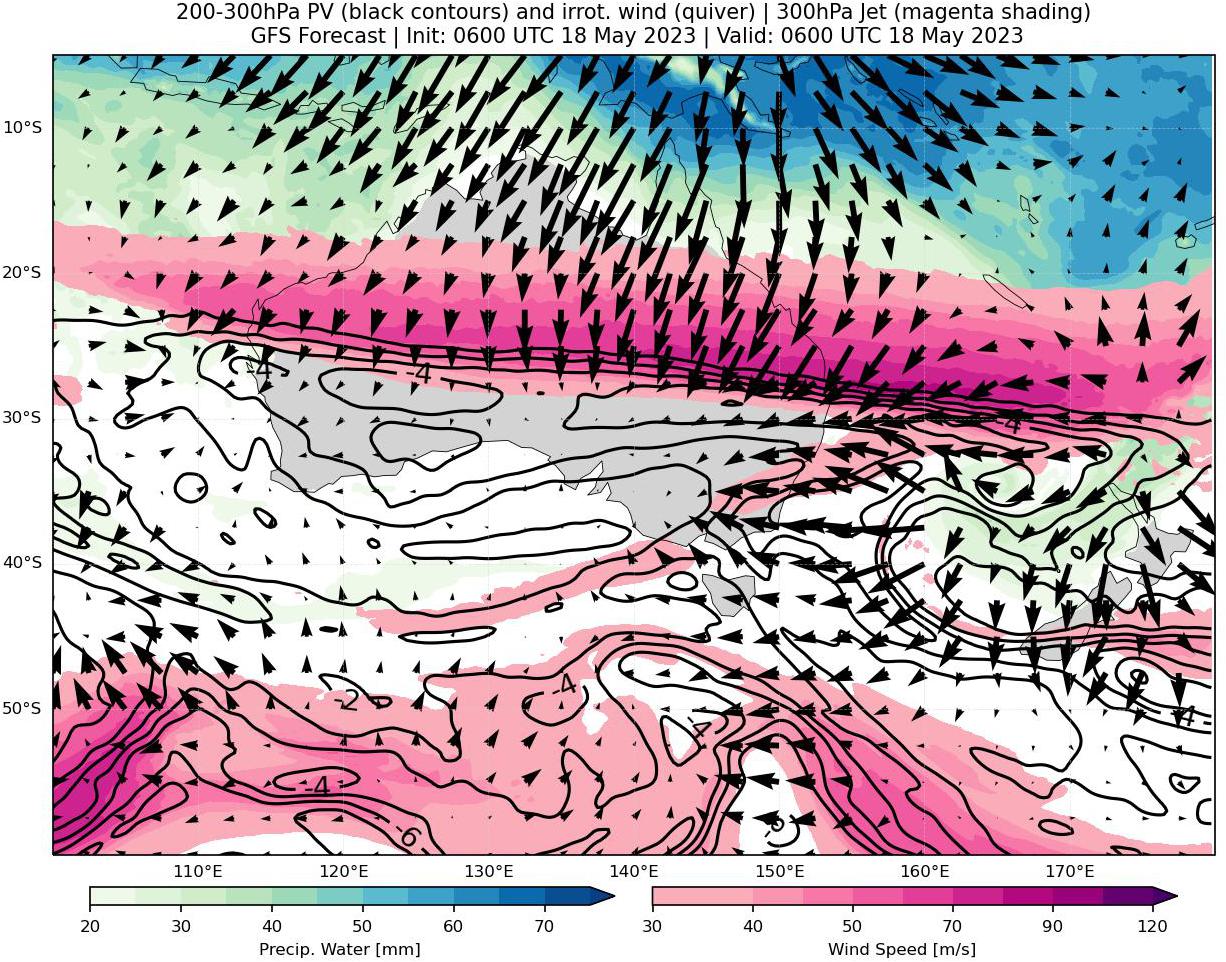 200-300hPa PV (black contours) and irrot. wind (quiver) | 300hPa Jet (magenta shading)
GFS Forecast | Init: 0600 UTC 18 May 2023 | Valid: 0600 UTC 18 May 2023
10°S
20°S
-4
-4
30°S
-4
40°S
-4
-2
50°S
-4
-4
-4
-6
110°E 120°E 130°E 140°E 150°E 160°E 170°E
20 30 40 50 60 70
30 40 50 70 90 120
Precip. Water [mm]
Wind Speed [m/s]